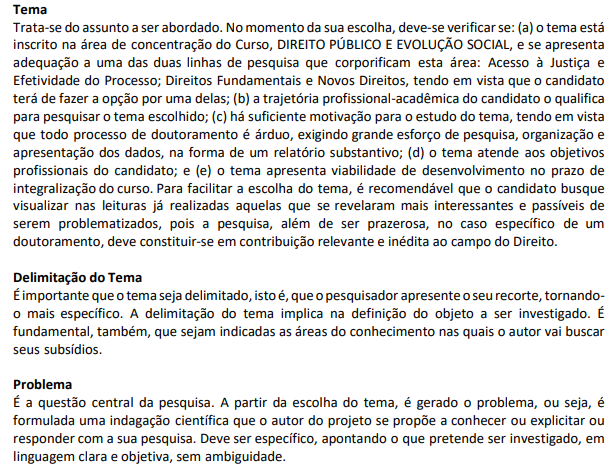 Tema
Trata-se do assunto a ser abordado. No momento da sua escolha, deve-se verificar se: (a) o tema está
inscrito na área de concentração do Curso, DIREITO PÚBLICO E EVOLUÇÃO SOCIAL, e se apresenta
adequação a uma das duas linhas de pesquisa que corporificam esta área: Acesso à Justiça e
Efetividade do Processo; Direitos Fundamentais e Novos Direitos, tendo em vista que o candidato
terá de fazer a opção por uma delas; (b) a trajetória profissional-acadêmica do candidato o qualifica
para pesquisar o tema escolhido; (c) há suficiente motivação para o estudo do tema, tendo em vista
que todo processo de doutoramento é árduo, exigindo grande esforço de pesquisa, organização e
apresentação dos dados, na forma de um relatório substantivo; (d) o tema atende aos objetivos
profissionais do candidato; e (e) o tema apresenta viabilidade de desenvolvimento no prazo de
integralização do curso. Para facilitar a escolha do tema, é recomendável que o candidato busque
visualizar nas leituras já realizadas aquelas que se revelaram mais interessantes e passíveis de
serem problematizados, pois a pesquisa, além de ser prazerosa, no caso específico de um
doutoramento, deve constituir-se em contribuição relevante e inédita ao campo do Direito.
Delimitação do Tema
É importante que o tema seja delimitado, isto é, que o pesquisador apresente o seu recorte, tornando-
o mais específico. A delimitação do tema implica na definição do objeto a ser investigado. É
fundamental, também, que sejam indicadas as áreas do conhecimento nas quais o autor vai buscar
seus subsídios.
Problema
É a questão central da pesquisa. A partir da escolha do tema, é gerado o problema, ou seja, é
formulada uma indagação científica que o autor do projeto se propõe a conhecer ou explicitar ou
responder com a sua pesquisa. Deve ser específico, apontando o que pretende ser investigado, em
linguagem clara e objetiva, sem ambiguidade.